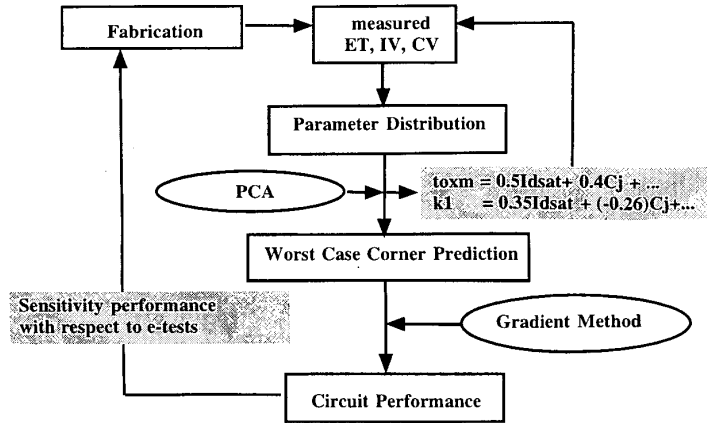 Fabrication
measured
ET, IV, CV
Parameter Distribution
PCA
toxm = 0.5Idsat+ 0.4Cj + ...
k1 = 0.35Idsat + (-0.26)Cj+...
Worst Case Corner Prediction
Sensitivity performance
with respect to e-tests
Gradient Method
Circuit Performance